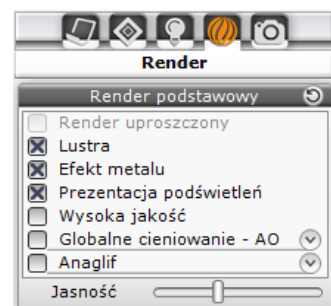 Render
Render podstawowy
Render uproszczony
Lustra
Efekt metalu
Prezentacja podświetleń
Wysoka jakość
Globalne cieniowanie - AO
Anaglif
Jasność